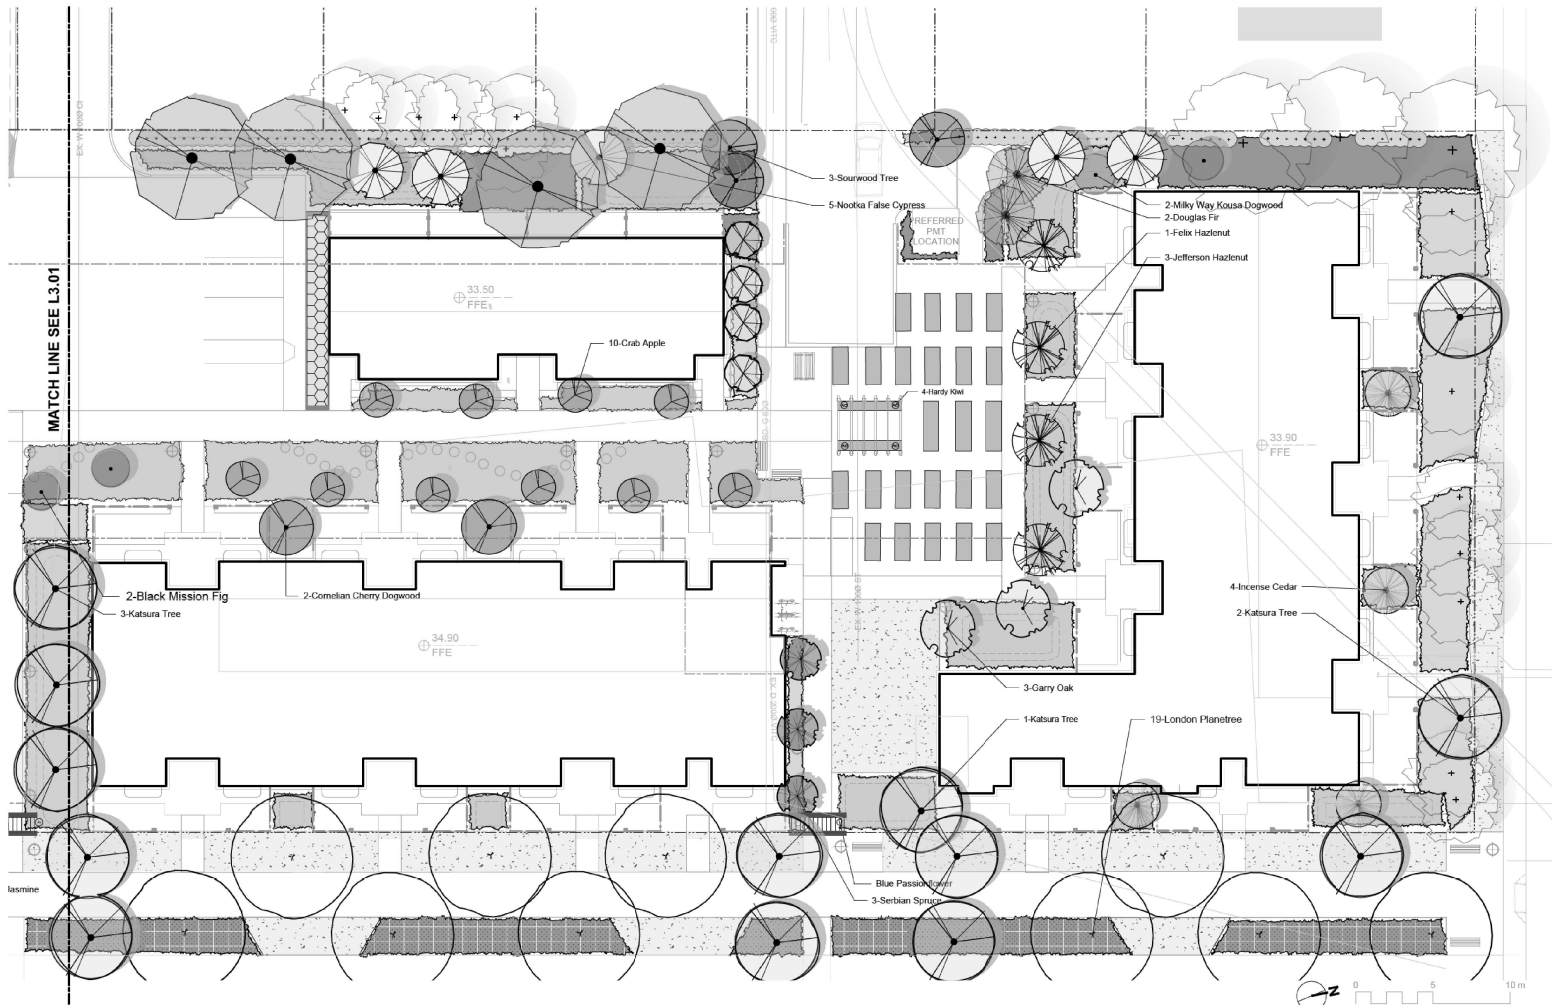 EX. W 200Ø CI
3-Sourwood Tree
5-Nootka False Cypress
PREFERRED
PMT
LOCATION
2-Milky Way Kousa Dogwood
2-Douglas Fir
1-Felix Hazlenut
3-Jefferson Hazlenut
MATCH LINE SEE L3.01
33.50
FFE
10-Crab Apple
4-Hardy Kiwi
33.90
FFE
2-Black Mission Fig
3-Katsura Tree
2-Cornelian Cherry Dogwood
4-Incense Cedar
2-Katsura Tree
34.90
FFE
3-Garry Oak
1-Katsura Tree
19-London Planetree
Jasmine
Blue Passionflower
3-Serbian Spruce
N
0 5 10 m